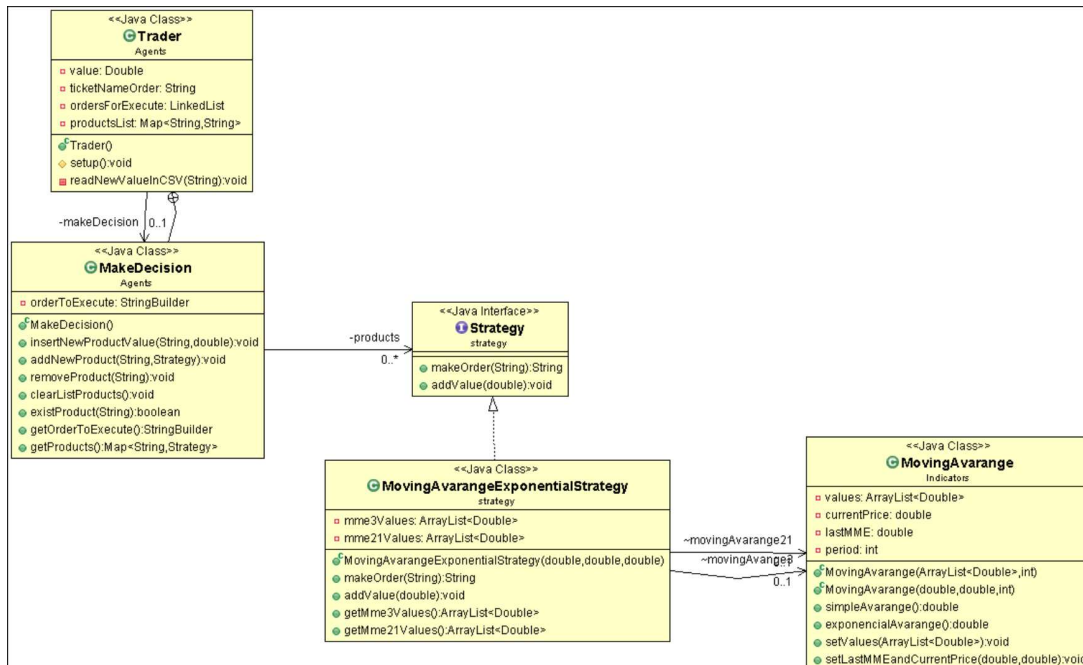 <<Java Class>>
Trader
Agents
value: Double
ticketNameOrder: String
ordersForExecute: LinkedList
productsList: Map<String,String>
Trader()
setup():void
readNewValueInCSV(String):void
-makeDecision
0..1
<<Java Class>>
MakeDecision
Agents
orderToExecute: StringBuilder
MakeDecision()
insertNewProductValue(String,double):void
addNewProduct(String,Strategy):void
removeProduct(String):void
clearListProducts():void
existProduct(String):boolean
getOrderToExecute():StringBuilder
getProducts():Map<String,Strategy>
-products
0..*
<<Java Interface>>
Strategy
strategy
makeOrder(String):String
addValue(double):void
<<Java Class>>
MovingAvarangeExponentialStrategy
strategy
mme3Values: ArrayList<Double>
mme21Values: ArrayList<Double>
MovingAvarangeExponentialStrategy(double,double,double)
makeOrder(String):String
addValue(double):void
getMme3Values():ArrayList<Double>
getMme21Values():ArrayList<Double>
~movingAvarange21
0..1
<<Java Class>>
MovingAvarange
Indicators
values: ArrayList<Double>
currentPrice: double
lastMME: double
period: int
MovingAvarange(ArrayList<Double>,int)
MovingAvarange(double,double,int)
simpleAvarange():double
exponencialAvarange():double
setValues(ArrayList<Double>):void
setLastMMEandCurrentPrice(double,double):void